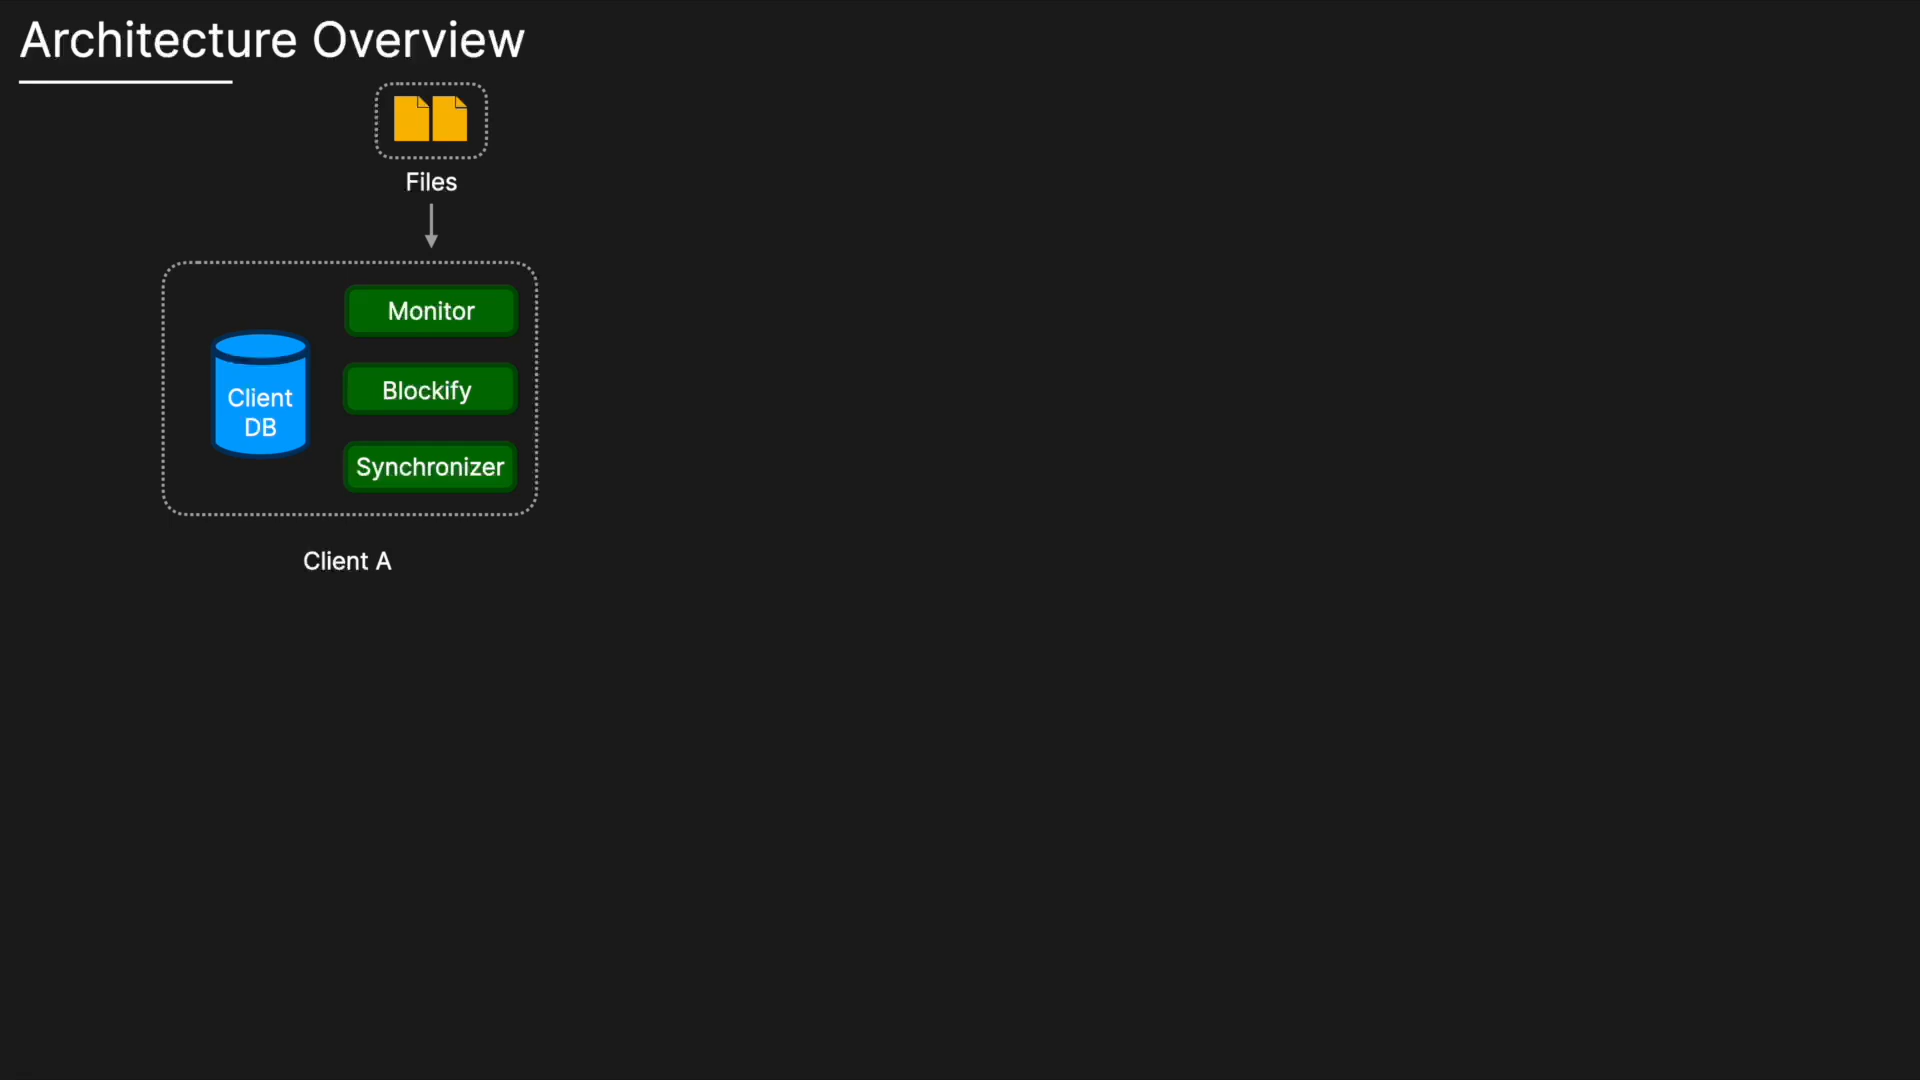 Architecture Overview
Files
Monitor
Blockify
Synchronizer
Client
DB
Client A